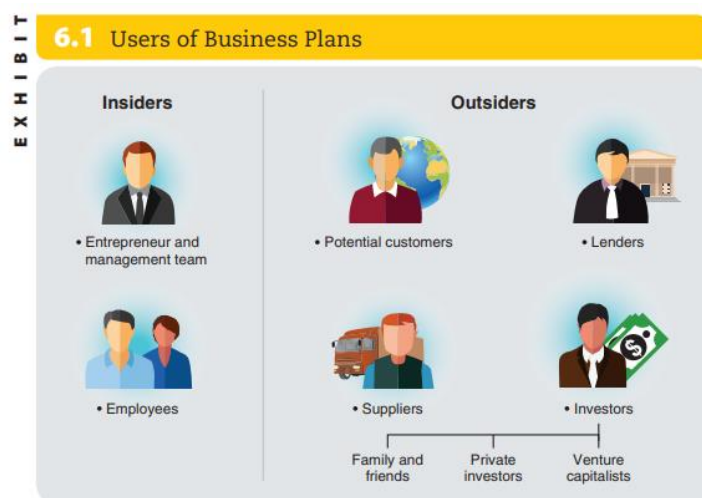 EXHIBIT
6.1 Users of Business Plans
Insiders
• Entrepreneur and
management team
• Employees
Outsiders
• Potential customers
• Lenders
• Suppliers
• Investors
Family and
friends
Private
investors
Venture
capitalists